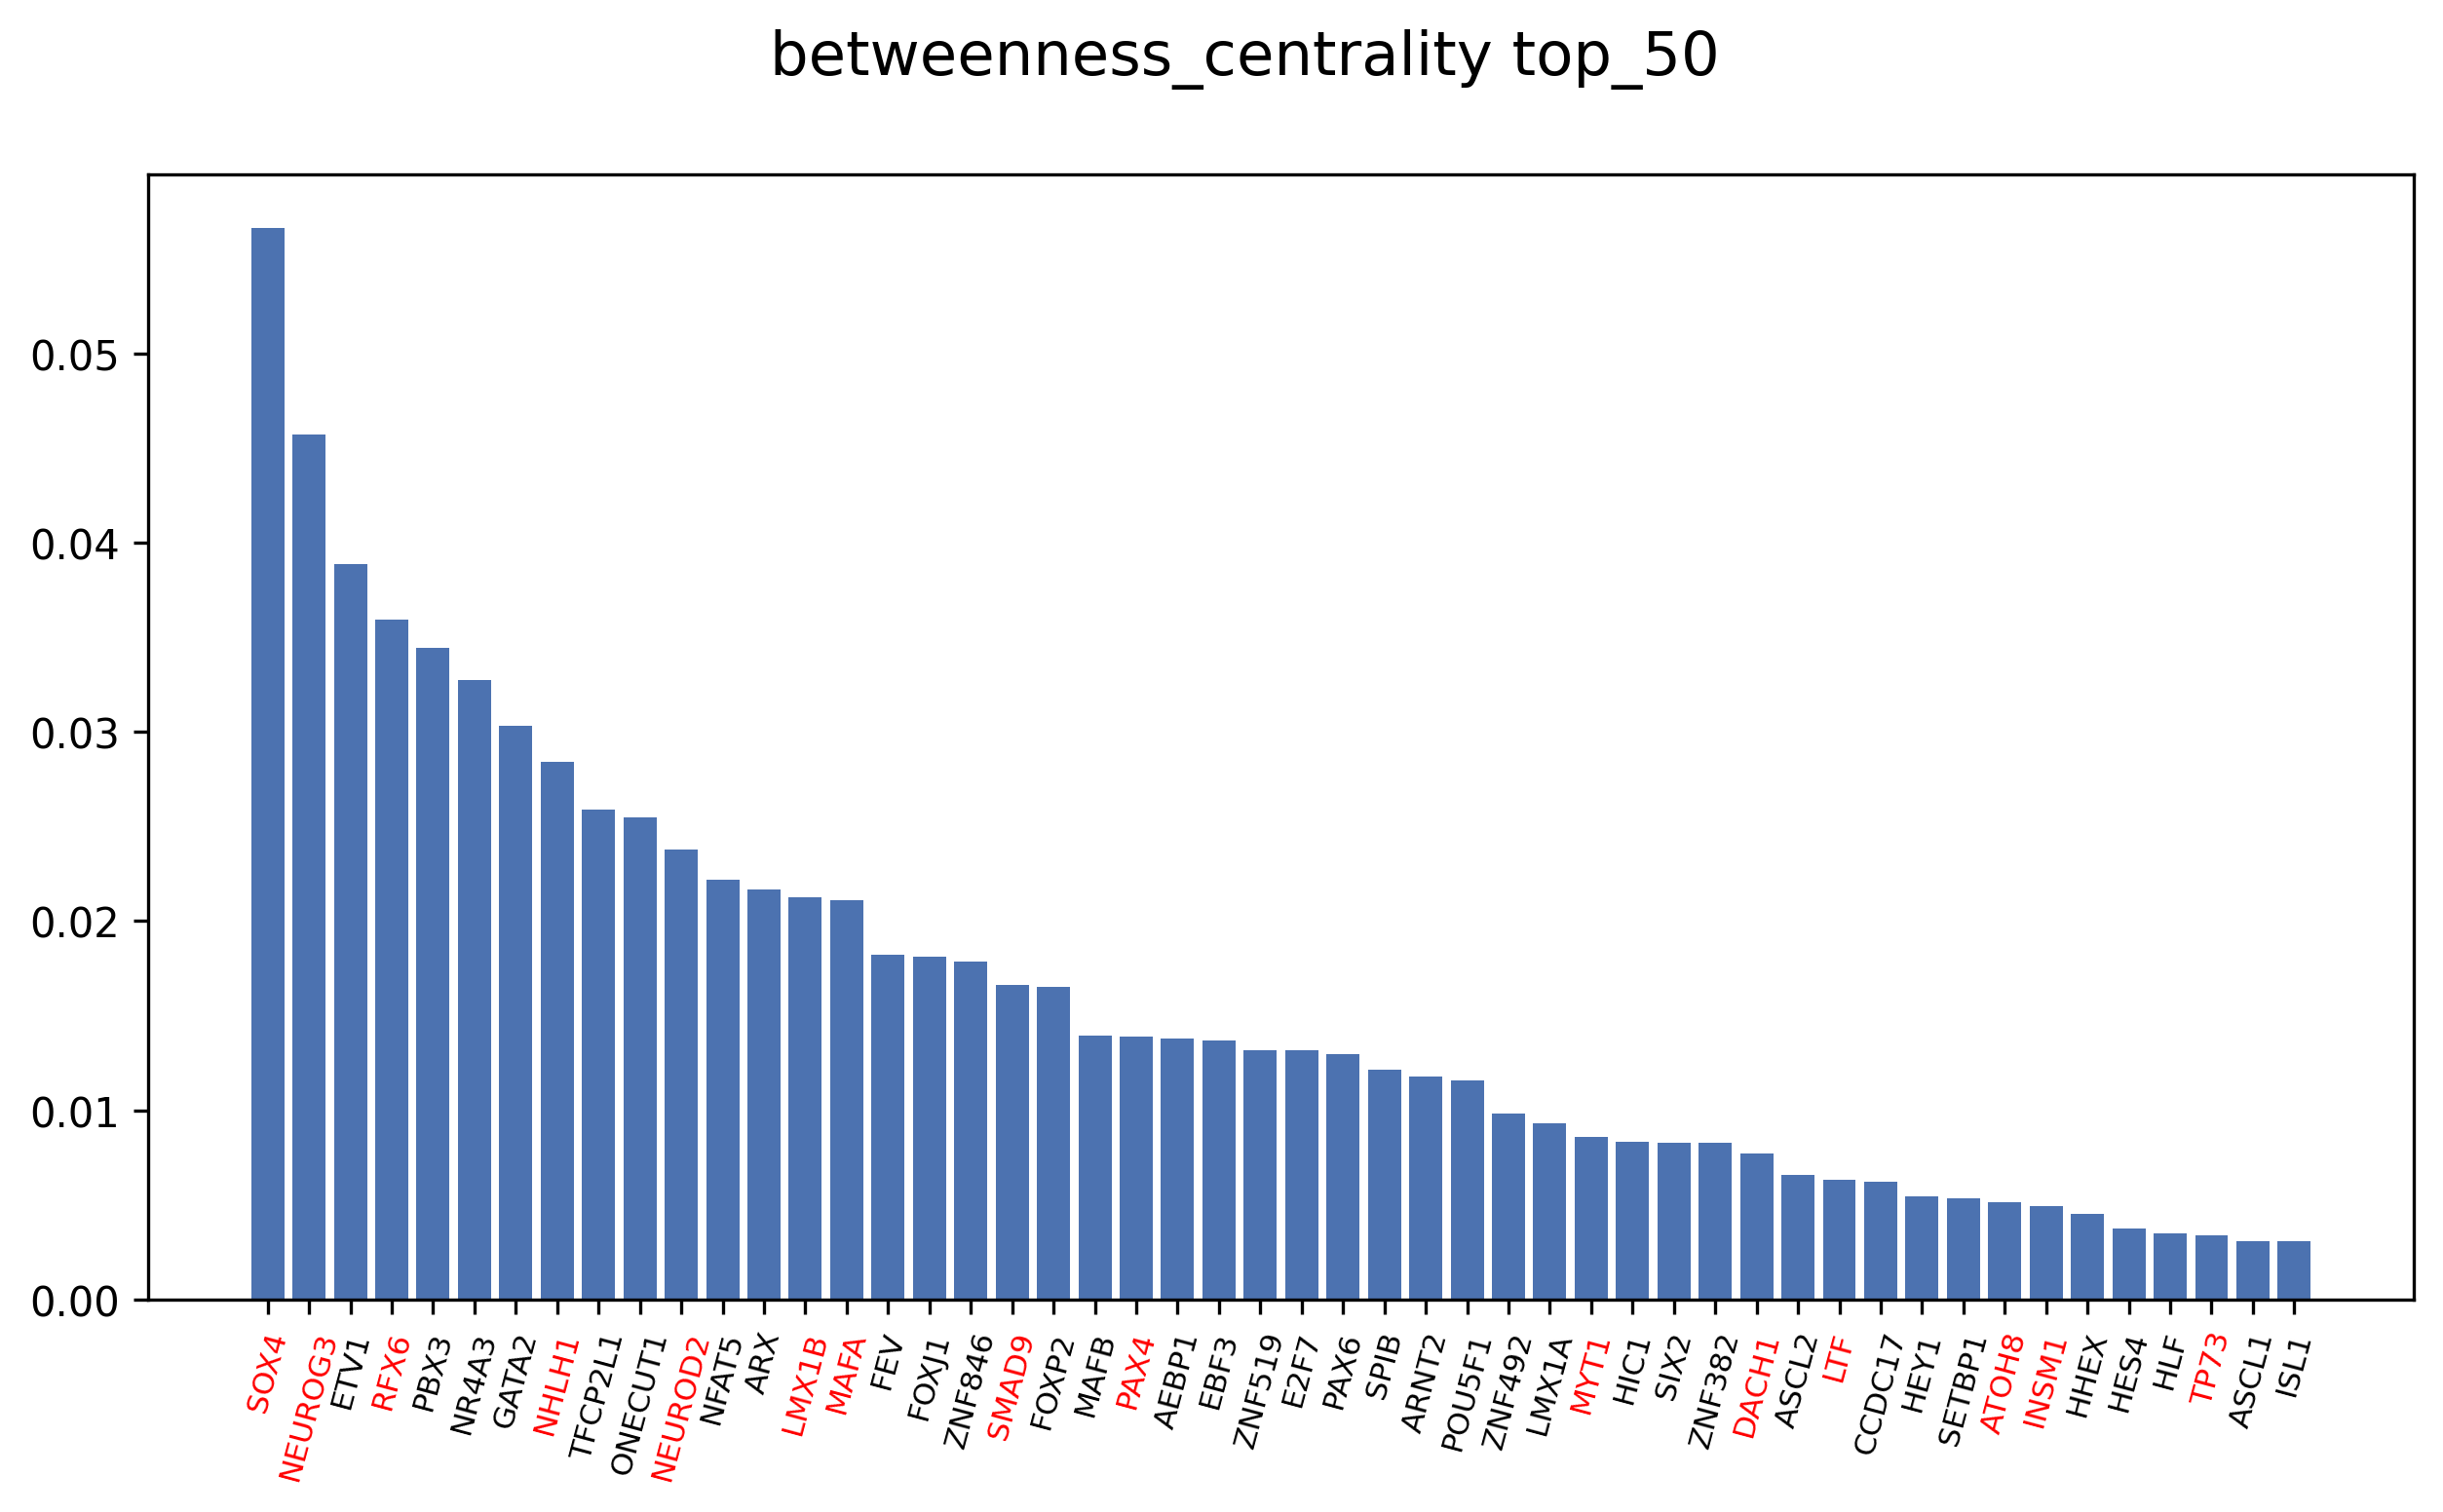 betweenness_centrality top_50
0.05
0.04
0.03
0.02
0.01
0.00
SOX4
NEUROG3
ETV1
RFX6
PBX3
NR4A3
GATA2
NHLH1
TFCP2L1
ONECUT1
NEUROD2
NFAT5
ARX
LMX1B
MAFA
FEV
FOXJ1
ZNF846
SMAD9
FOXP2
MAFB
PAX4
AEBP1
EBF3
ZNF519
E2F7
PAX6
SPIB
ARNT2
POU5F1
ZNF492
LMX1A
MYT1
HIC1
SIX2
ZNF382
DACH1
ASCL2
LTF
CCDC17
HEY1
SETBP1
ATOH8
INSM1
HHEX
HES4
HLF
TP73
ASCL1
ISL1